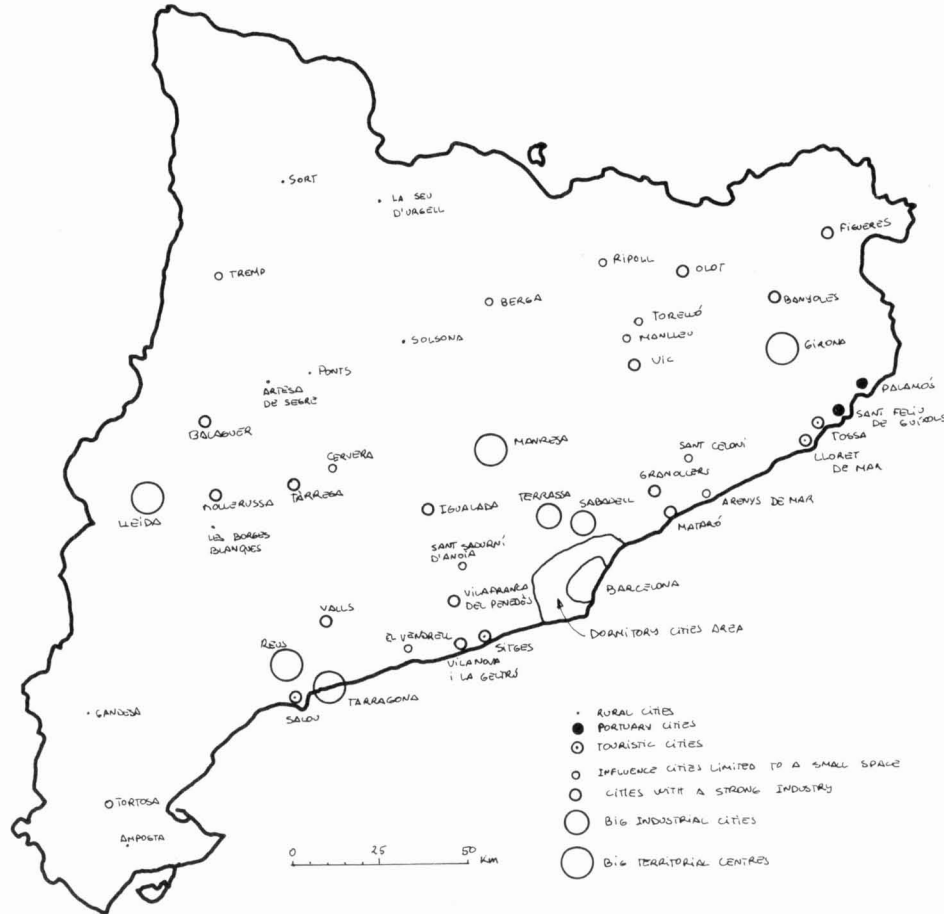 SORT
LA SEU
D'URGELL
FIGUERES
RIPOLL
OLOT
TREMP
BERGA
BANYOLES
TORELLÓ
MANLLEU
SOLSONA
VIC
GIRONA
PONTS
ARTESA
DE SEGRE
PALAMÓS
SANT FELIU
DE GUÍXOLS
BALAGUER
TOSSA
MANRESA
LLORET
DE MAR
CERVERA
SANT CELONI
GRANOLLERS
TÀRREGA
TERRASSA
SABADELL
MOLLERUSSA
LLEIDA
IGUALADA
ARENYS DE MAR
MATARÓ
LES BORGES
BLANQUES
SANT SADURNÍ
D'ANOIA
VILAFRANCA
DEL PENEDÈS
BARCELONA
VALLS
DORMITORY CITIES AREA
EL VENDRELL
SITGES
REUS
VILANOVA
I LA GELTRÚ
TARRAGONA
SALOU
GANDESA
TORTOSA
AMPOSTA
0 25 50
Km
RURAL CITIES
PORTUARY CITIES
TOURISTIC CITIES
INFLUENCE CITIES LIMITED TO A SMALL SPACE
CITIES WITH A STRONG INDUSTRY
BIG INDUSTRIAL CITIES
BIG TERRITORIAL CENTRES